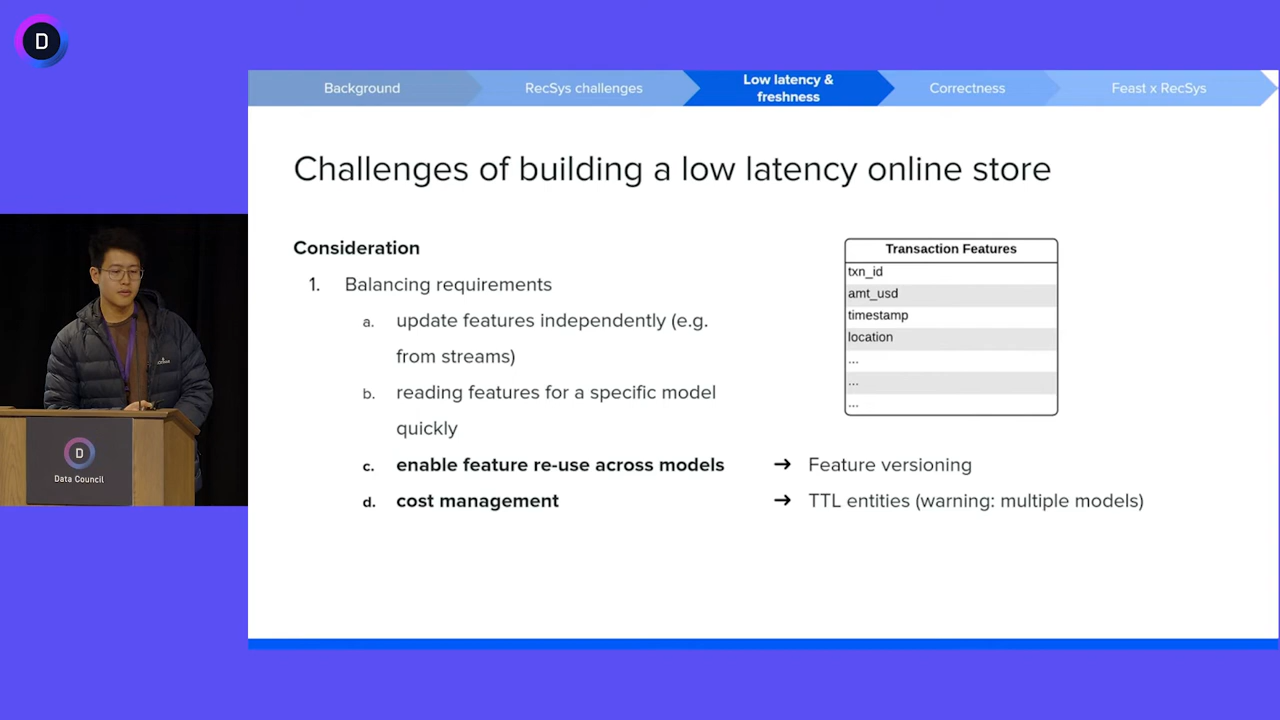 D
Background
RecSys challenges
Low latency &
freshness
Correctness
Feast x RecSys
Challenges of building a low latency online store
Consideration
1. Balancing requirements
a. update features independently (e.g.
from streams)
b. reading features for a specific model
quickly
c. enable feature re-use across models → Feature versioning
d. cost management → TTL entities (warning: multiple models)
Transaction Features
txn_id
amt_usd
timestamp
location
...
...
...
D
Data Council